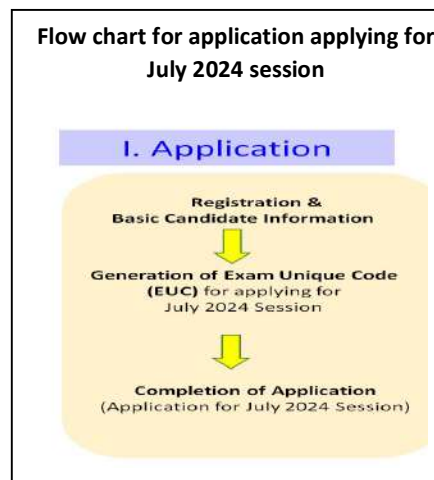 Flow chart for application applying for
July 2024 session
I. Application
Registration &
Basic Candidate Information
Generation of Exam Unique Code
(EUC) for applying for
July 2024 Session
Completion of Application
(Application for July 2024 Session)